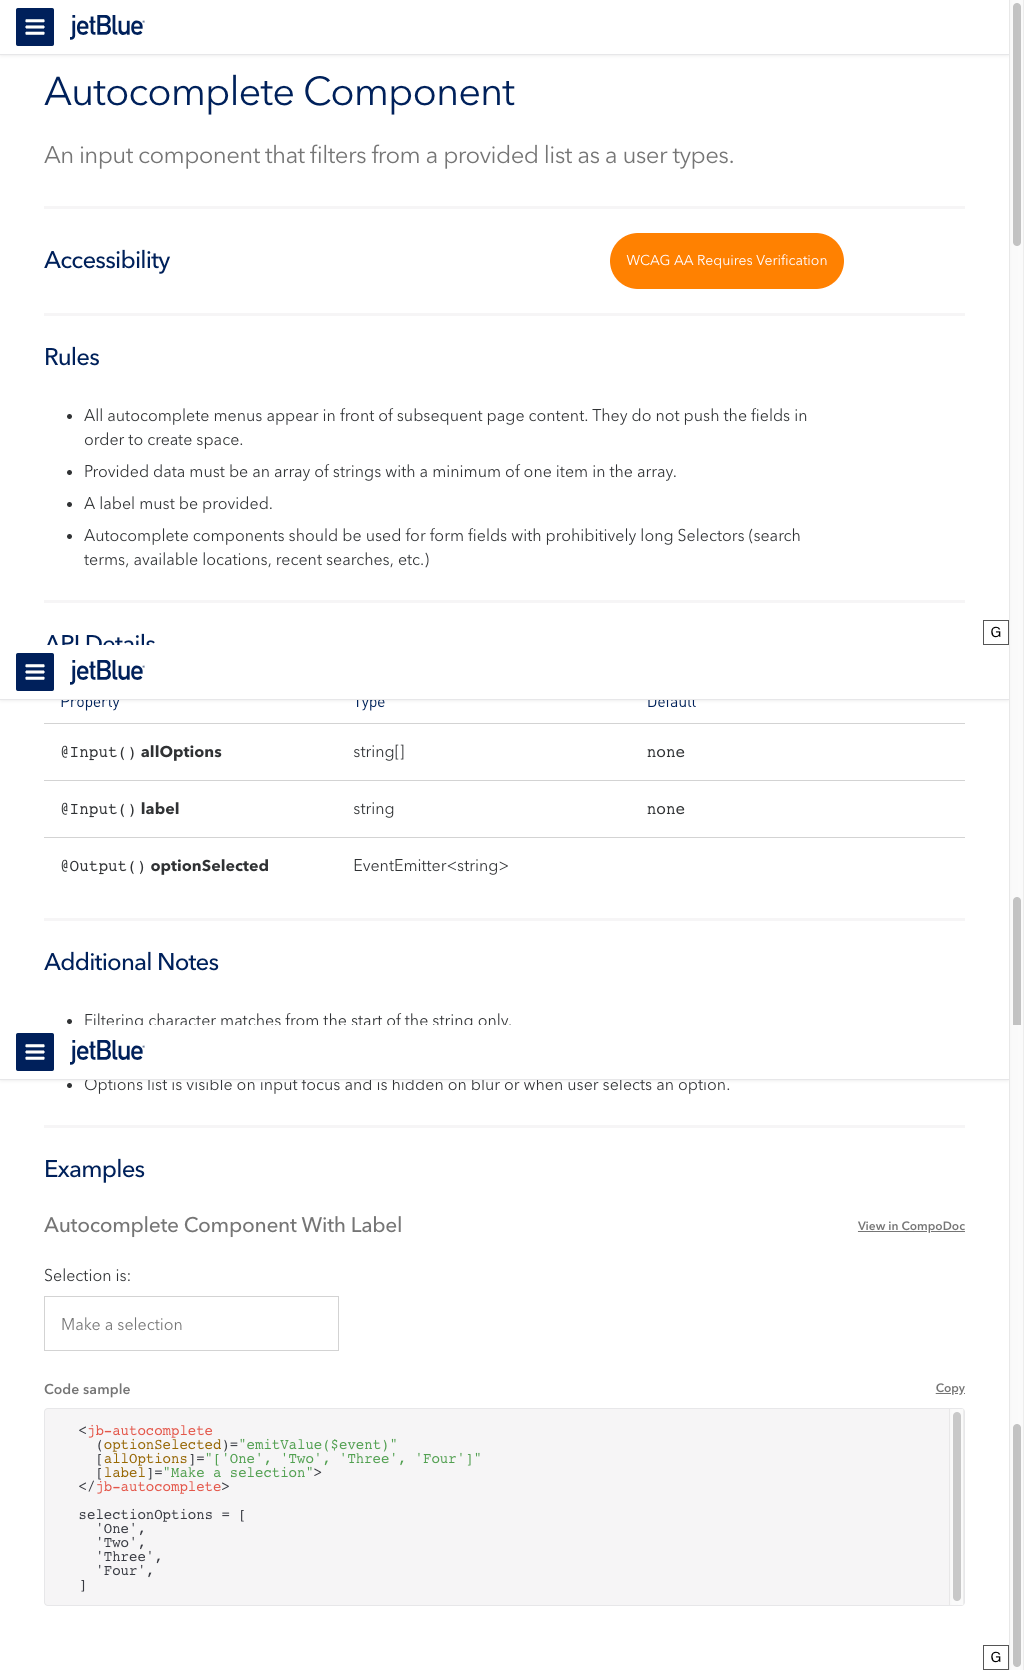 jetBlue
Autocomplete Component
An input component that filters from a provided list as a user types.
Accessibility
WCAG AA Requires Verification
Rules
All autocomplete menus appear in front of subsequent page content. They do not push the fields in
order to create space.
Provided data must be an array of strings with a minimum of one item in the array.
A label must be provided.
Autocomplete components should be used for form fields with prohibitively long Selectors (search
terms, available locations, recent searches, etc.)
API Details
G
jetBlue
Property Type Default
@Input() allOptions string[] none
@Input() label string none
@Output() optionSelected EventEmitter<string>
Additional Notes
Filtering character matches from the start of the string only.
jetBlue
Options list is visible on input focus and is hidden on blur or when user selects an option.
Examples
Autocomplete Component With Label View in CompoDoc
Selection is:
Make a selection
Code sample Copy
<jb-autocomplete
(optionSelected)="emitValue($event)"
[allOptions]="['One', 'Two', 'Three', 'Four']"
[label]="Make a selection">
</jb-autocomplete>
selectionOptions = [
'One',
'Two',
'Three',
'Four',
]
G